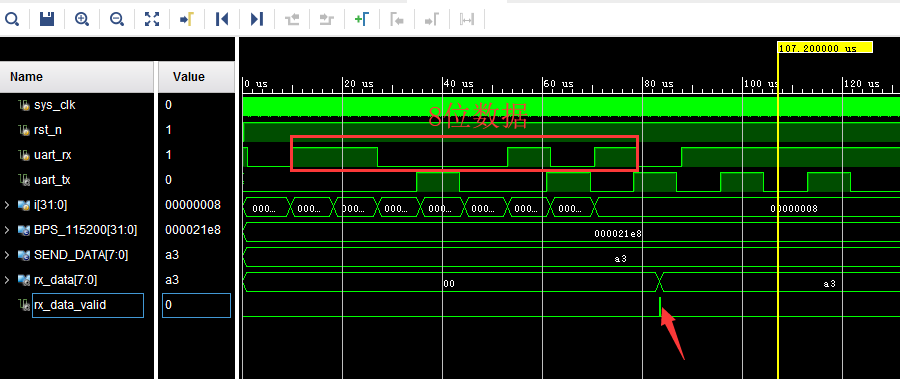 107.200000 us
Name Value
0 us 20 us 40 us 60 us 80 us 100 us 120 us
sys_clk 0
8位数据
rst_n 1
uart_rx 1
uart_tx 0
i[31:0] 00000008 000... 000... 000... 000... 000... 000... 000... 000... 00000008
BPS_115200[31:0] 000021e8 000021e8
SEND_DATA[7:0] a3 a3
rx_data[7:0] a3 00 a3
rx_data_valid 0